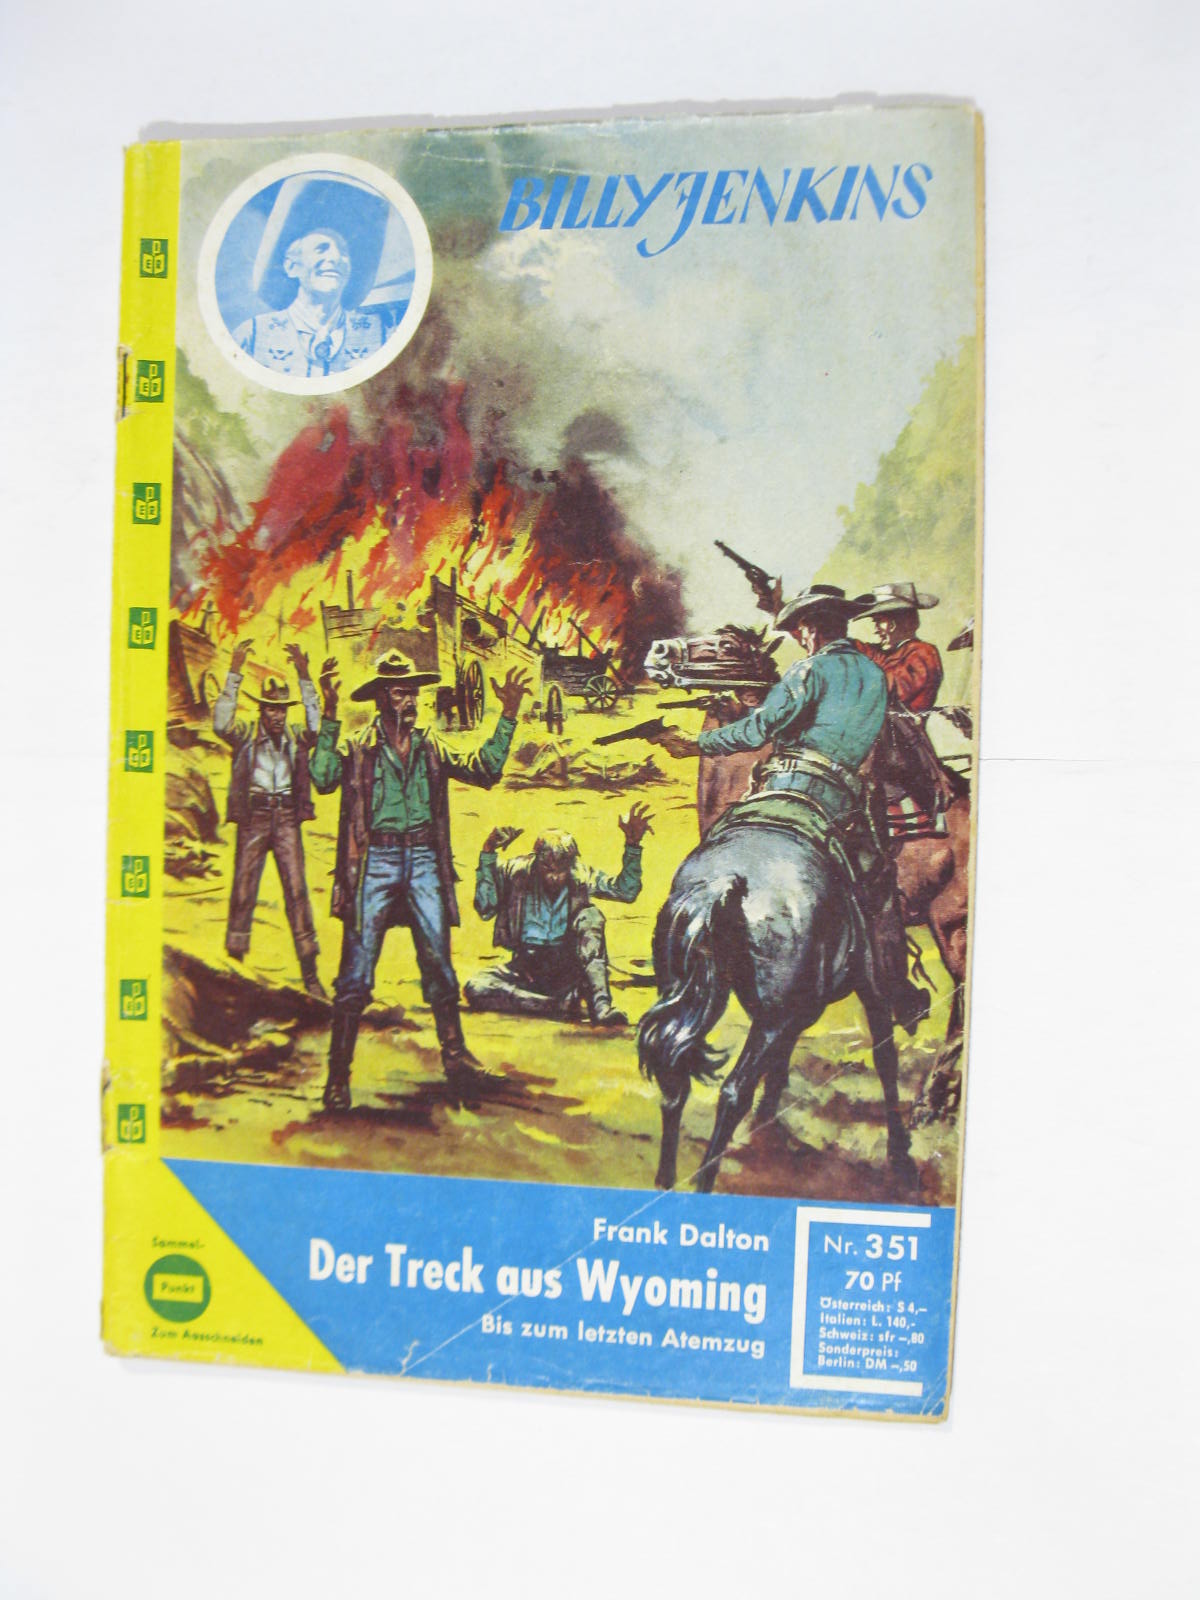 BILLY JENKINS
Frank Dalton
Der Treck aus Wyoming
Bis zum letzten Atemzug
Nr. 351
70 Pf
Österreich: S 4,–
Italien: L. 140,-
Schweiz: sfr –,80
Sonderpreis:
Berlin: DM –,50
Sammel-
Punkt
Zum Ausschneiden